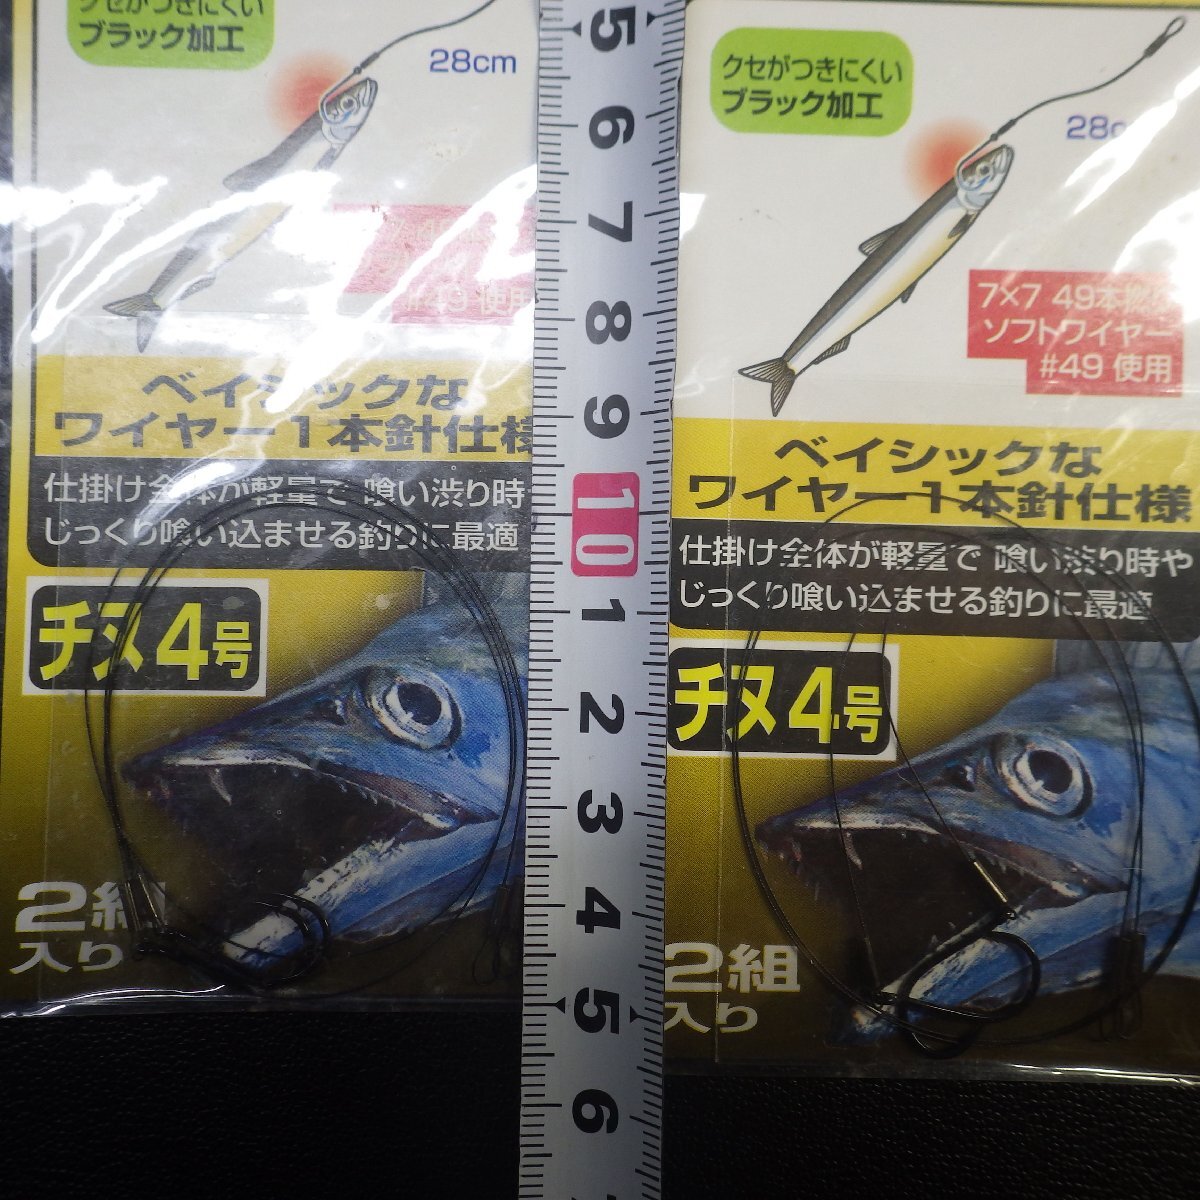 クセがつきにくい
ブラック加工
28cm
#49 使用
ベイシックな
ワイヤー1本針仕様
仕掛け全体が軽量で 喰い渋り時
じっくり喰い込ませる釣りに最適
チヌ4号
2組
入り
5
6
7
8
9
10
1
2
3
4
5
6
クセがつきにくい
ブラック加工
28c
7×7 49本撚
ソフトワイヤー
#49 使用
ベイシックな
ワイヤー1本針仕様
仕掛け全体が軽量で 喰い渋り時や
じっくり喰い込ませる釣りに最適
チヌ4号
2組
入り